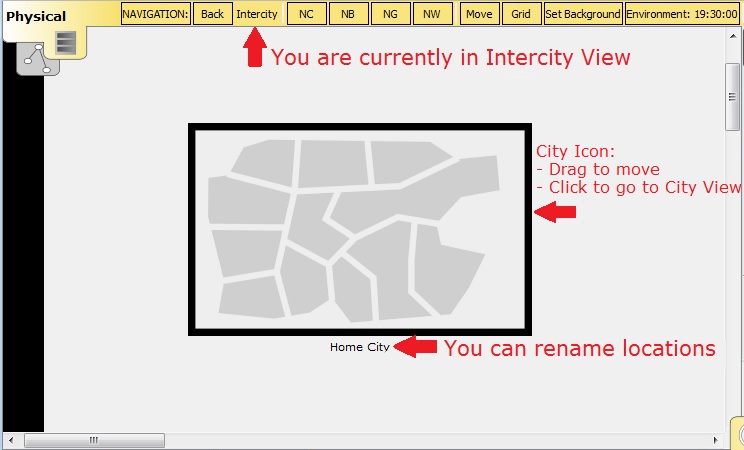 Physical
NAVIGATION: Back Intercity NC NB NG NW Move Grid Set Background Environment: 19:30:00
You are currently in Intercity View
City Icon:
- Drag to move
- Click to go to City View
Home City
You can rename locations